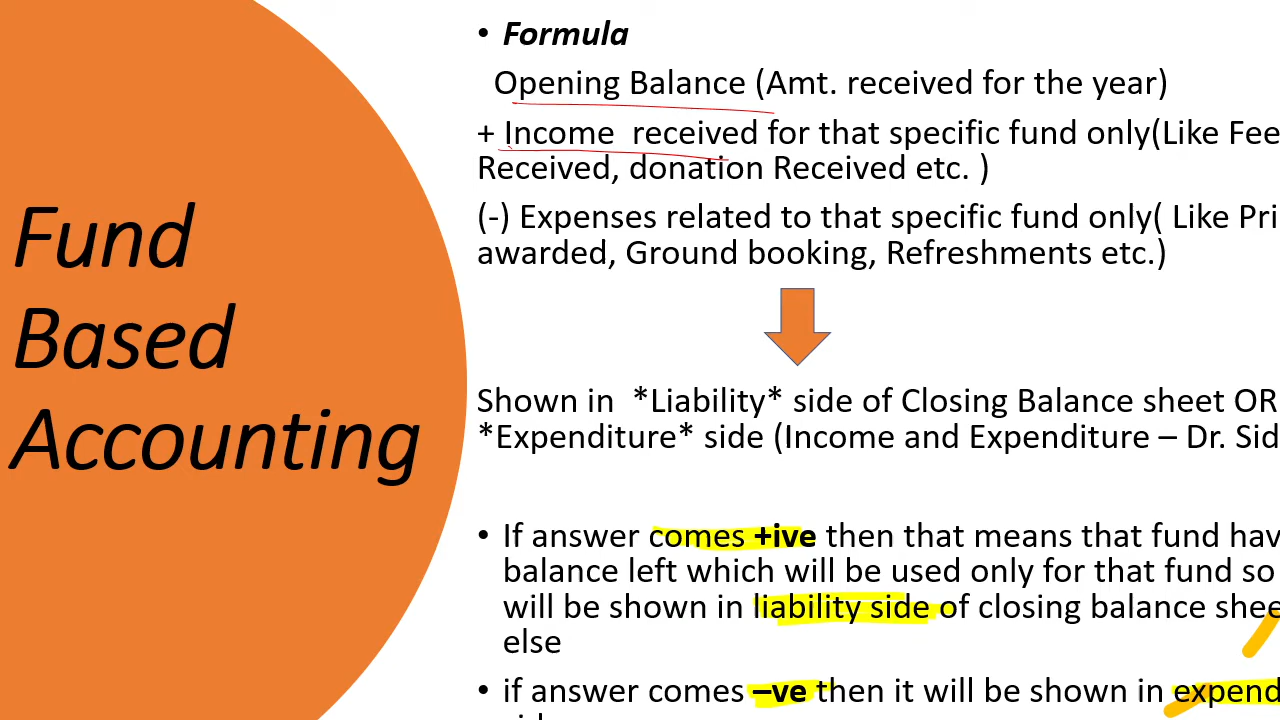 Fund
Based
Accounting
• Formula
Opening Balance (Amt. received for the year)
+ Income received for that specific fund only(Like Fee
Received, donation Received etc. )
(-) Expenses related to that specific fund only( Like Pri
awarded, Ground booking, Refreshments etc.)
Shown in *Liability* side of Closing Balance sheet OR
*Expenditure* side (Income and Expenditure – Dr. Sid
• If answer comes +ive then that means that fund hav
balance left which will be used only for that fund so
will be shown in liability side of closing balance shee
else
• if answer comes –ve then it will be shown in expend